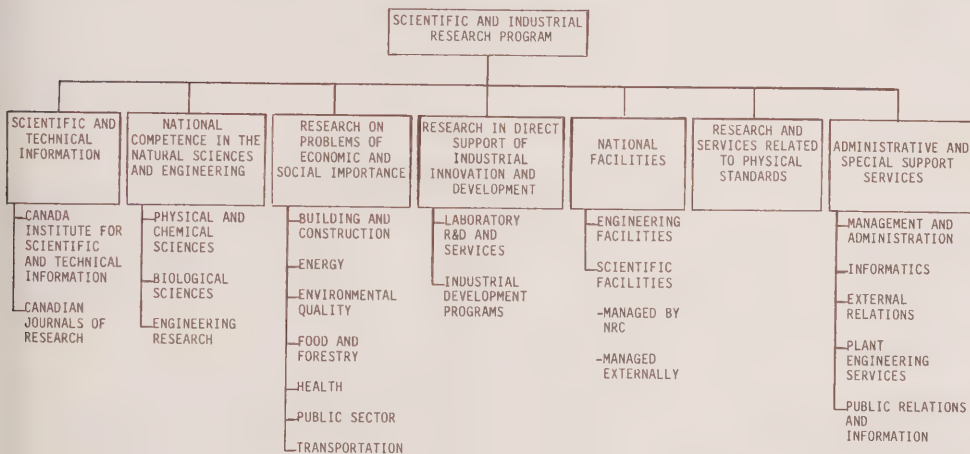 SCIENTIFIC AND INDUSTRIAL
RESEARCH PROGRAM
SCIENTIFIC AND
TECHNICAL
INFORMATION
CANADA
INSTITUTE FOR
SCIENTIFIC
AND TECHNICAL
INFORMATION
CANADIAN
JOURNALS OF
RESEARCH
NATIONAL
COMPETENCE IN THE
NATURAL SCIENCES
AND ENGINEERING
PHYSICAL AND
CHEMICAL
SCIENCES
BIOLOGICAL
SCIENCES
ENGINEERING
RESEARCH
RESEARCH ON
PROBLEMS OF
ECONOMIC AND
SOCIAL IMPORTANCE
BUILDING AND
CONSTRUCTION
ENERGY
ENVIRONMENTAL
QUALITY
FOOD AND
FORESTRY
HEALTH
PUBLIC SECTOR
TRANSPORTATION
RESEARCH IN DIRECT
SUPPORT OF
INDUSTRIAL
INNOVATION AND
DEVELOPMENT
LABORATORY
R&D AND
SERVICES
INDUSTRIAL
DEVELOPMENT
PROGRAMS
NATIONAL
FACILITIES
ENGINEERING
FACILITIES
SCIENTIFIC
FACILITIES
-MANAGED BY
NRC
-MANAGED
EXTERNALLY
RESEARCH AND
SERVICES RELATED
TO PHYSICAL
STANDARDS
ADMINISTRATIVE AND
SPECIAL SUPPORT
SERVICES
MANAGEMENT AND
ADMINISTRATION
INFORMATICS
EXTERNAL
RELATIONS
PLANT
ENGINEERING
SERVICES
PUBLIC RELATIONS
AND
INFORMATION